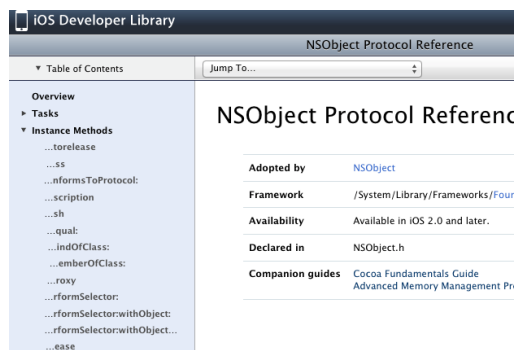 iOS Developer Library
NSObject Protocol Reference
Table of Contents
Jump To...
Overview
Tasks
Instance Methods
...torelease
...ss
...nformsToProtocol:
...scription
...sh
...qual:
...indOfClass:
...emberOfClass:
...roxy
...rformSelector:
...rformSelector:withObject:
...rformSelector:withObject...
...ease
NSObject Protocol Referenc
Adopted by NSObject
Framework /System/Library/Frameworks/Four
Availability Available in iOS 2.0 and later.
Declared in NSObject.h
Companion guides Cocoa Fundamentals Guide
Advanced Memory Management Pr